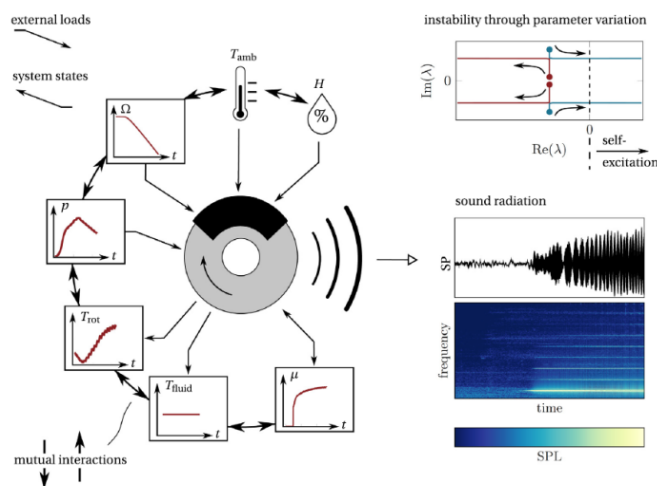 external loads
system states
T_amb
H
%
Ω
t
p
t
T_rot
t
T_fluid
t
μ
t
mutual interactions
instability through parameter variation
Im(λ)
0
0
Re(λ)
self-
excitation
sound radiation
SP
frequency
time
SPL